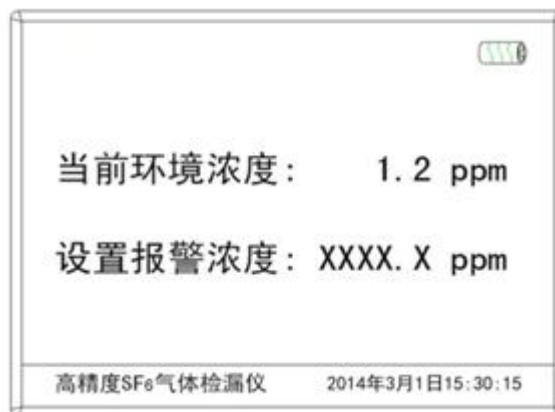 当前环境浓度: 1.2 ppm
设置报警浓度: XXXX.X ppm
高精度SF₆气体检漏仪 2014年3月1日15:30:15